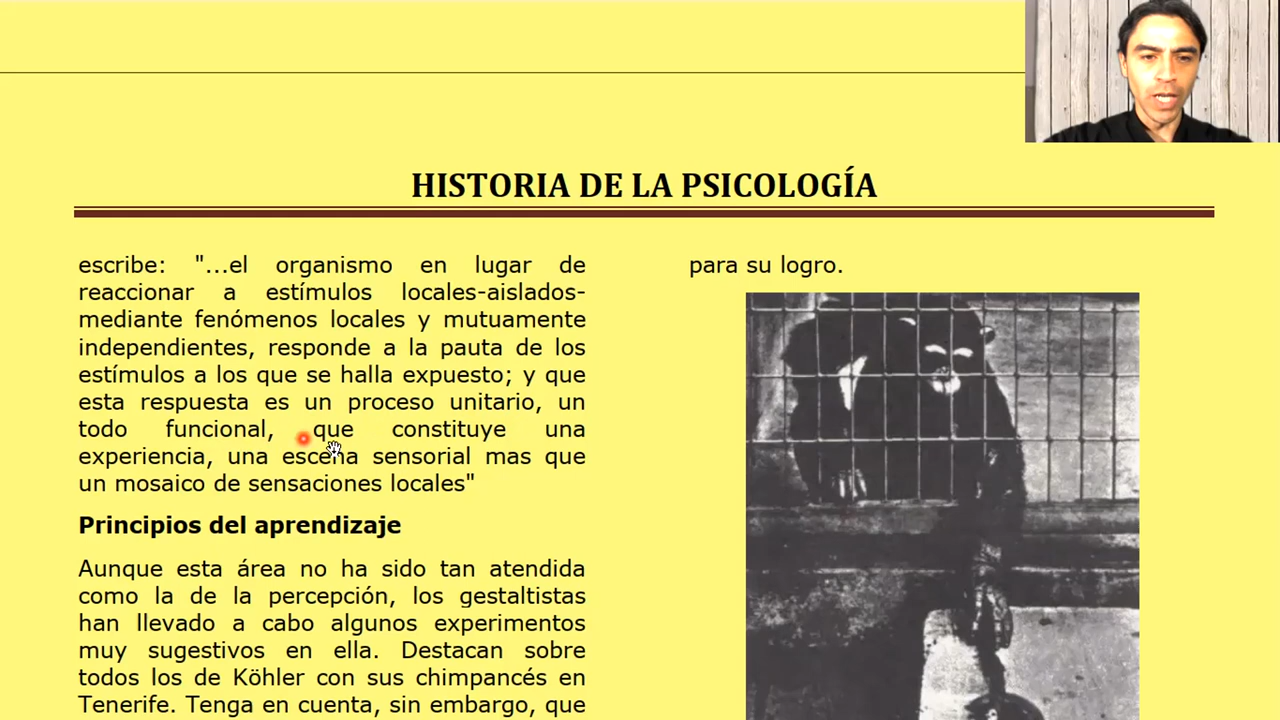 HISTORIA DE LA PSICOLOGÍA
escribe: "...el organismo en lugar de
reaccionar a estímulos locales-aislados-
mediante fenómenos locales y mutuamente
independientes, responde a la pauta de los
estímulos a los que se halla expuesto; y que
esta respuesta es un proceso unitario, un
todo funcional, que constituye una
experiencia, una escena sensorial mas que
un mosaico de sensaciones locales"
Principios del aprendizaje
Aunque esta área no ha sido tan atendida
como la de la percepción, los gestaltistas
han llevado a cabo algunos experimentos
muy sugestivos en ella. Destacan sobre
todos los de Köhler con sus chimpancés en
Tenerife. Tenga en cuenta, sin embargo, que
para su logro.